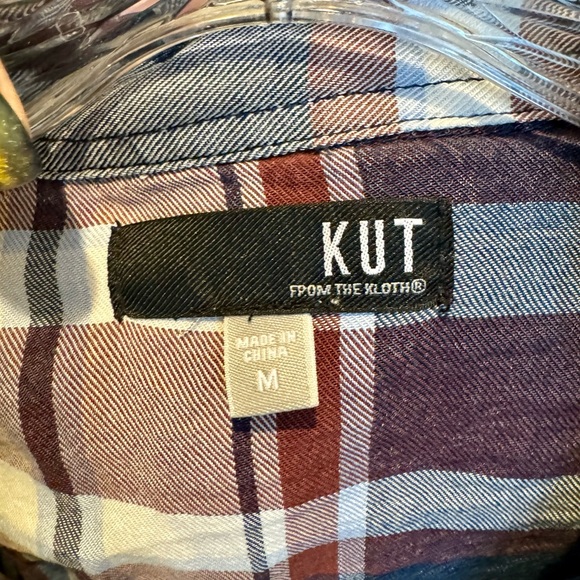 KUT
FROM THE KLOTH®
MADE IN
CHINA
M